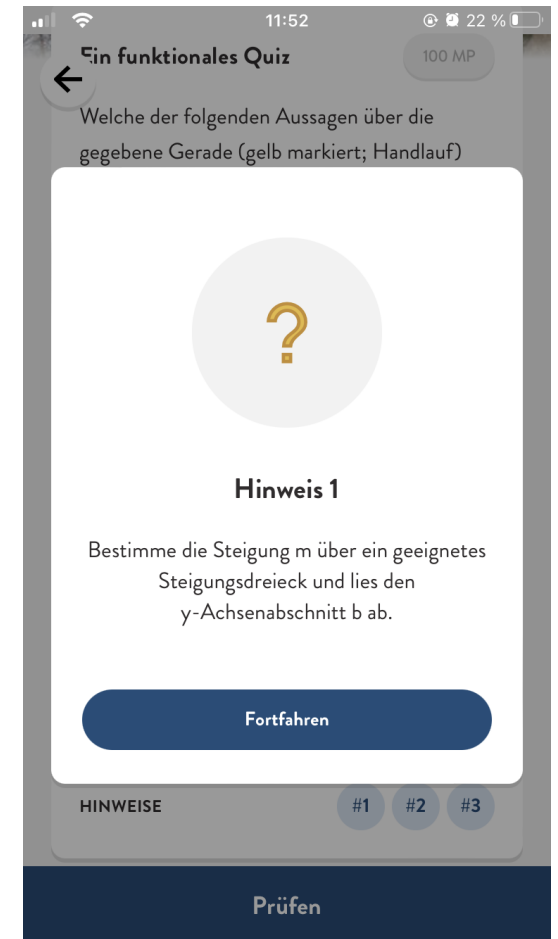 11:52
22 %
Ein funktionales Quiz
100 MP
Welche der folgenden Aussagen über die
gegebene Gerade (gelb markiert; Handlauf)
?
Hinweis 1
Bestimme die Steigung m über ein geeignetes
Steigungsdreieck und lies den
y-Achsenabschnitt b ab.
Fortfahren
HINWEISE
#1 #2 #3
Prüfen